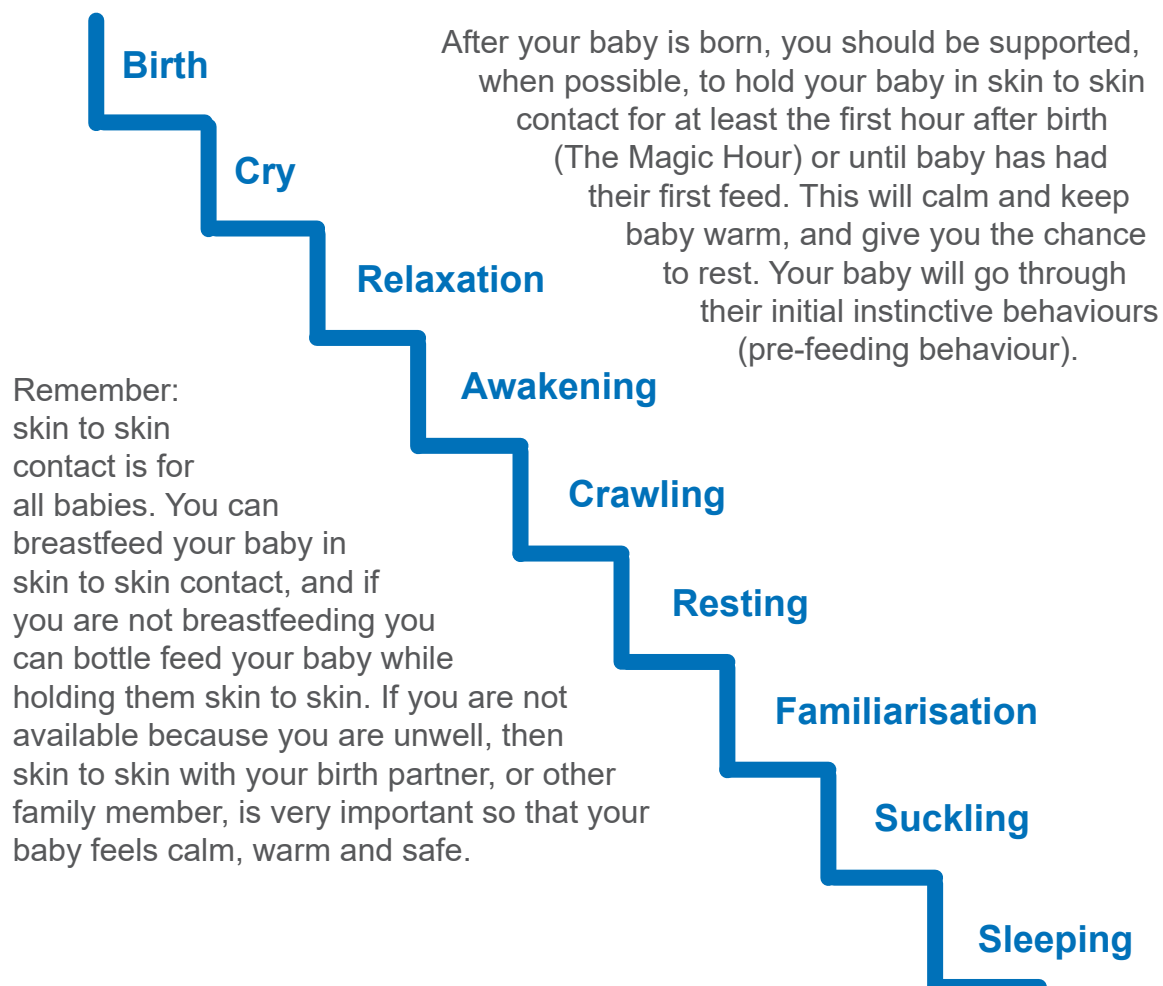 Birth
After your baby is born, you should be supported,
when possible, to hold your baby in skin to skin
contact for at least the first hour after birth
(The Magic Hour) or until baby has had
their first feed. This will calm and keep
baby warm, and give you the chance
to rest. Your baby will go through
their initial instinctive behaviours
(pre-feeding behaviour).
Cry
Relaxation
Awakening
Crawling
Resting
Familiarisation
Suckling
Sleeping
Remember:
skin to skin
contact is for
all babies. You can
breastfeed your baby in
skin to skin contact, and if
you are not breastfeeding you
can bottle feed your baby while
holding them skin to skin. If you are not
available because you are unwell, then
skin to skin with your birth partner, or other
family member, is very important so that your
baby feels calm, warm and safe.